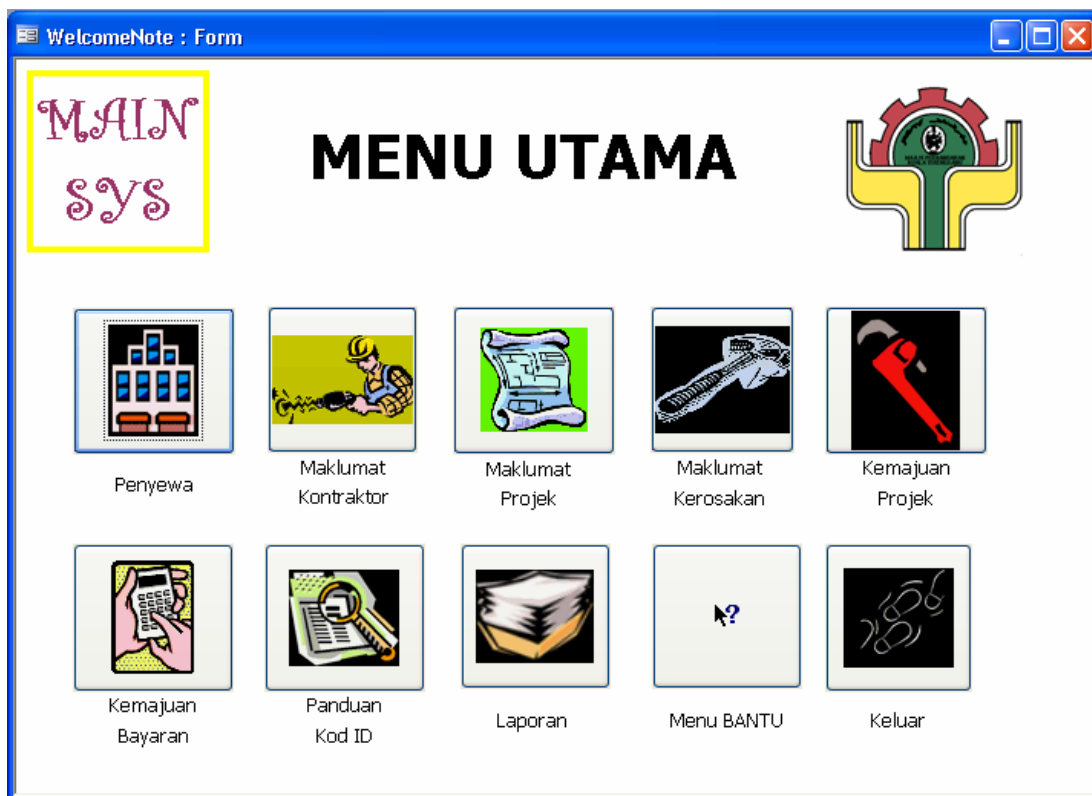 WelcomeNote : Form
MAIN
SYS
MENU UTAMA
Penyewa
Maklumat
Kontraktor
Maklumat
Projek
Maklumat
Kerosakan
Kemajuan
Projek
?
Kemajuan
Bayaran
Panduan
Kod ID
Laporan
Menu BANTU
Keluar